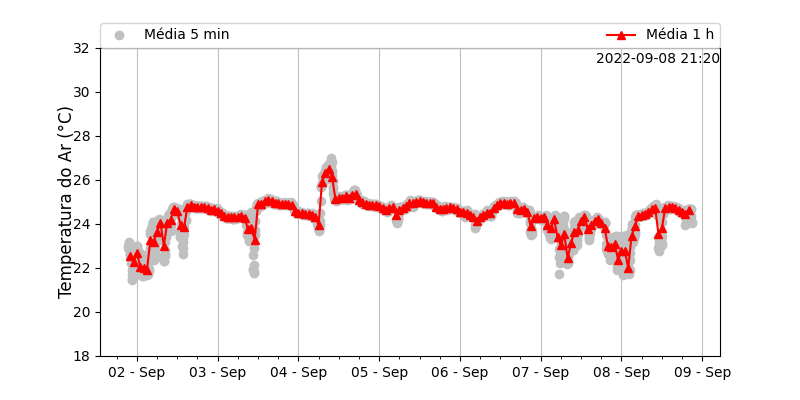 Média 5 min
Média 1 h
2022-09-08 21:20
Temperatura do Ar (°C)
32
30
28
26
24
22
20
18
02 - Sep
03 - Sep
04 - Sep
05 - Sep
06 - Sep
07 - Sep
08 - Sep
09 - Sep